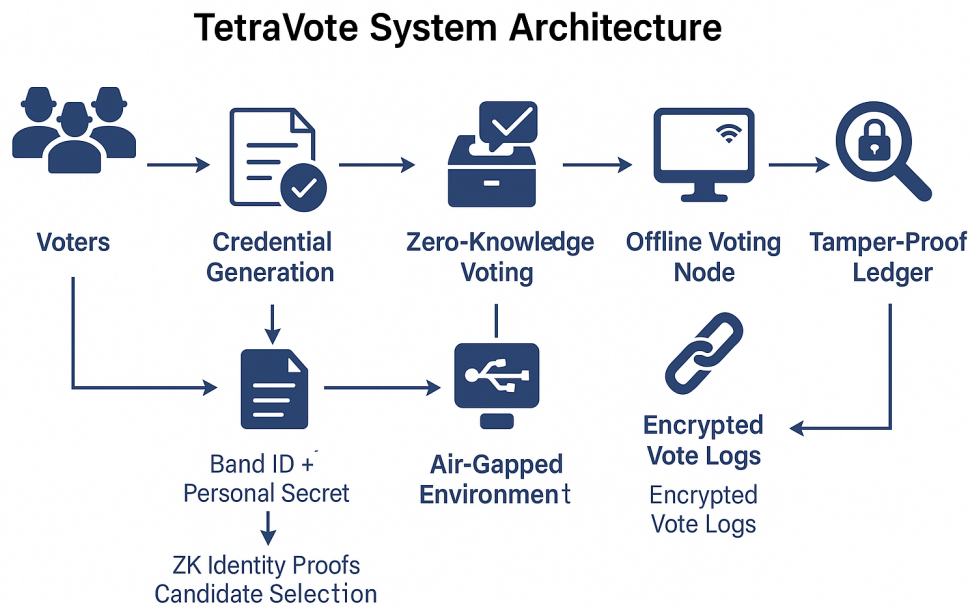 TetraVote System Architecture
Voters
Credential
Generation
Zero-Knowledge
Voting
Offline Voting
Node
Tamper-Proof
Ledger
Band ID +
Personal Secret
Air-Gapped
Environment
Encrypted
Vote Logs
Encrypted
Vote Logs
ZK Identity Proofs
Candidate Selection